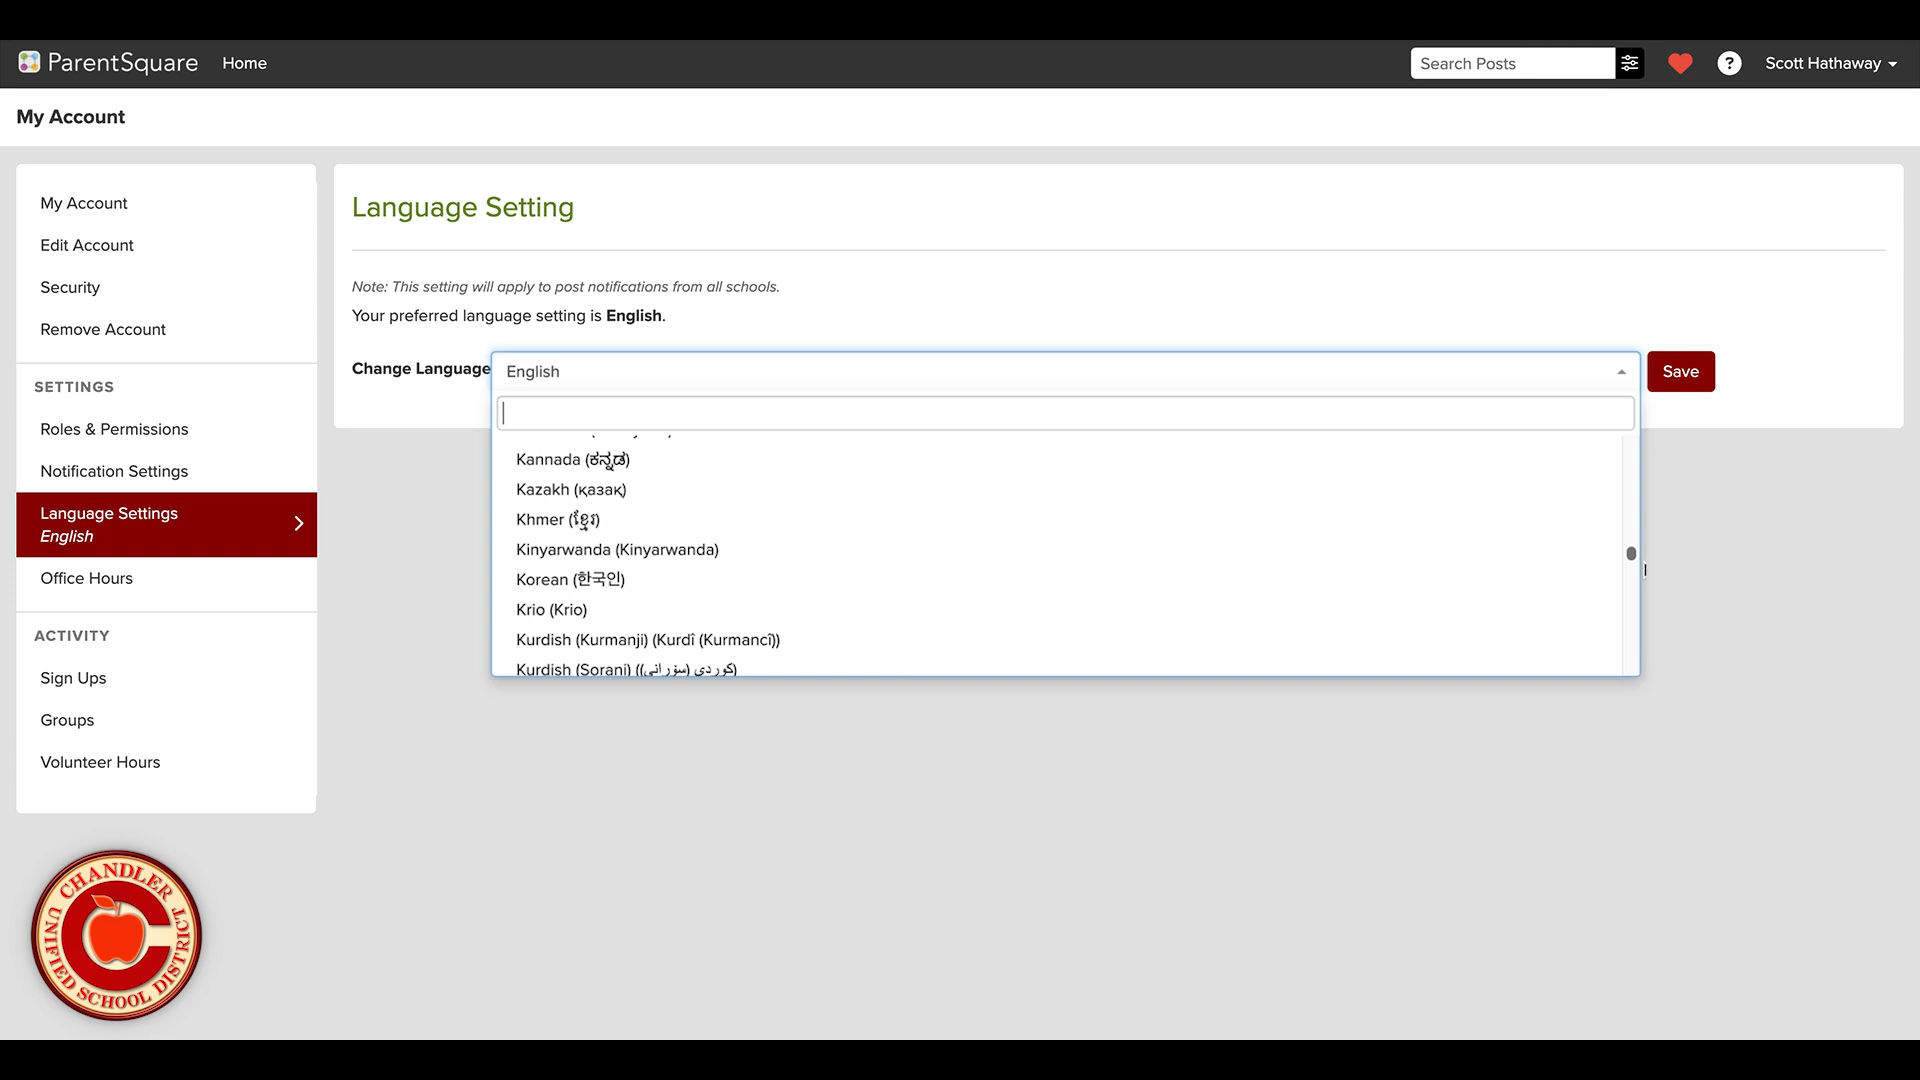 ParentSquare
Home
Search Posts
?
Scott Hathaway
My Account
My Account
Edit Account
Security
Remove Account
SETTINGS
Roles & Permissions
Notification Settings
Language Settings
English
Office Hours
ACTIVITY
Sign Ups
Groups
Volunteer Hours
Language Setting
Note: This setting will apply to post notifications from all schools.
Your preferred language setting is English.
Change Language
English
Save
Kannada (ಕನ್ನಡ)
Kazakh (қазақ)
Khmer (ខ្មែរ)
Kinyarwanda (Kinyarwanda)
Korean (한국인)
Krio (Krio)
Kurdish (Kurmanji) (Kurdî (Kurmancî))
Kurdish (Sorani) (کوردی (سۆرانی))
CHANDLER
UNIFIED SCHOOL DISTRICT